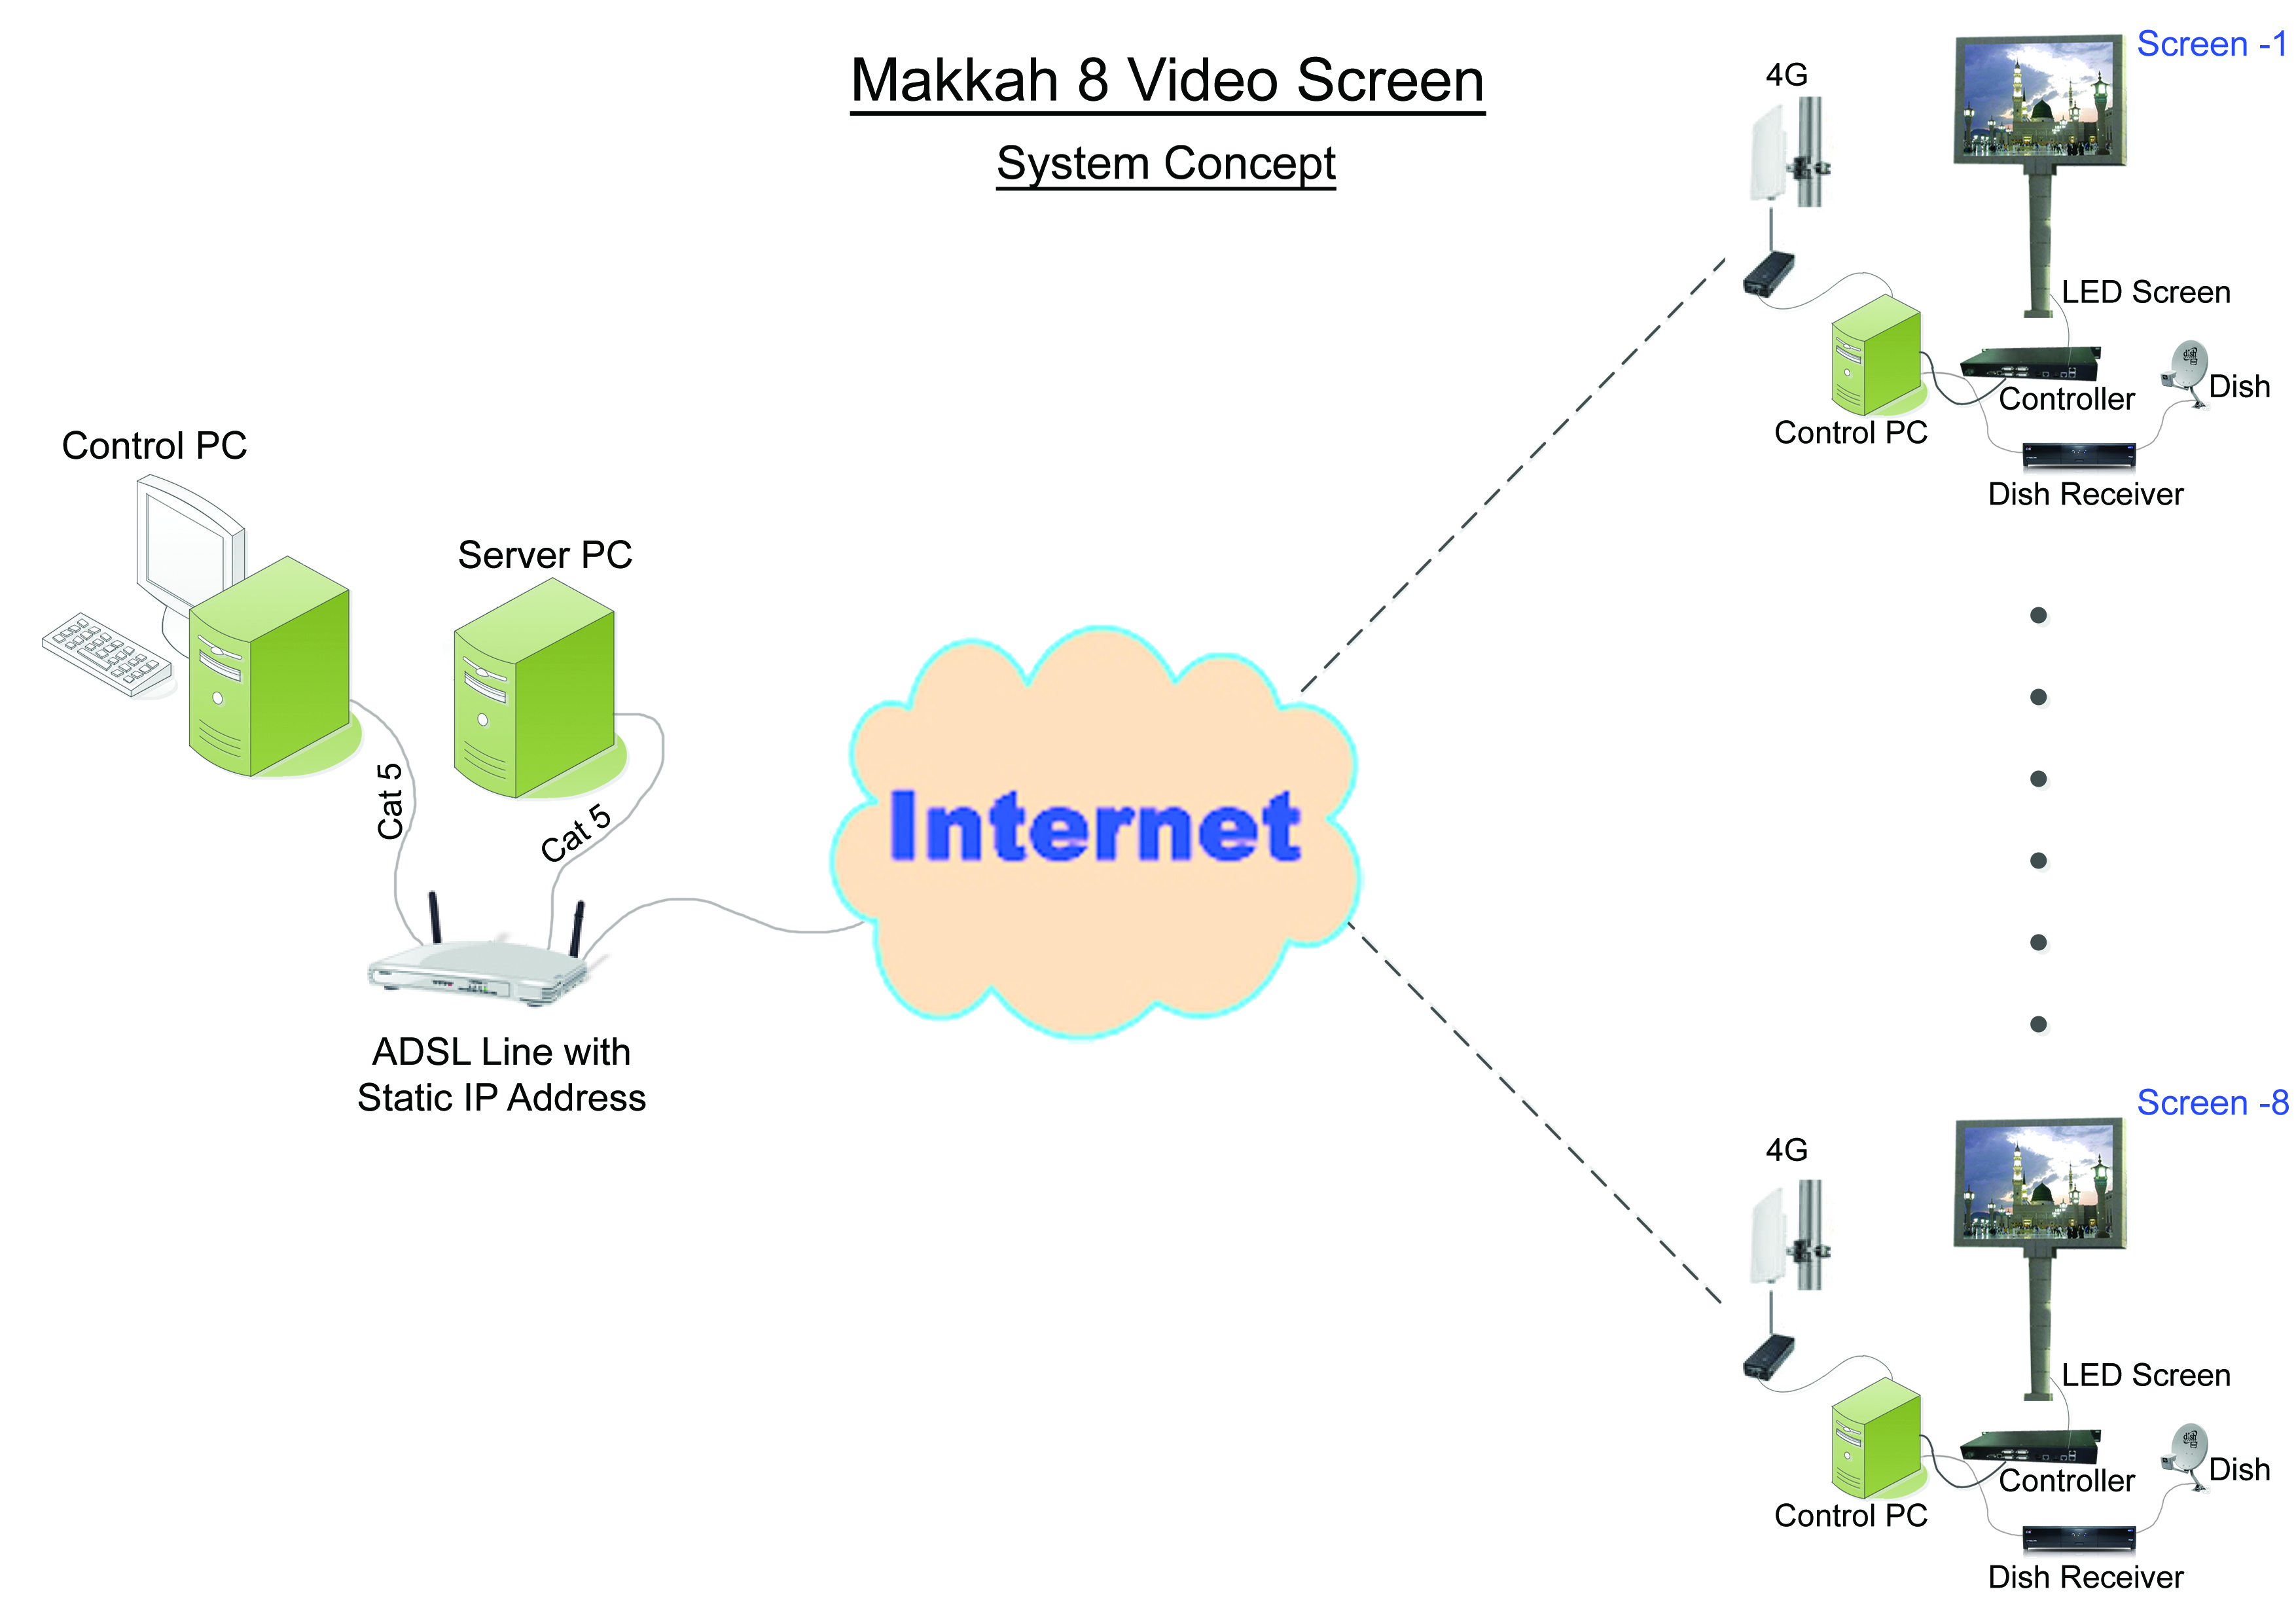 Makkah 8 Video Screen
System Concept
Screen -1
4G
LED Screen
dish
Dish
Controller
Control PC
Dish Receiver
Control PC
Server PC
Cat 5
Cat 5
Internet
ADSL Line with
Static IP Address
Screen -8
4G
LED Screen
dish
Dish
Controller
Control PC
Dish Receiver